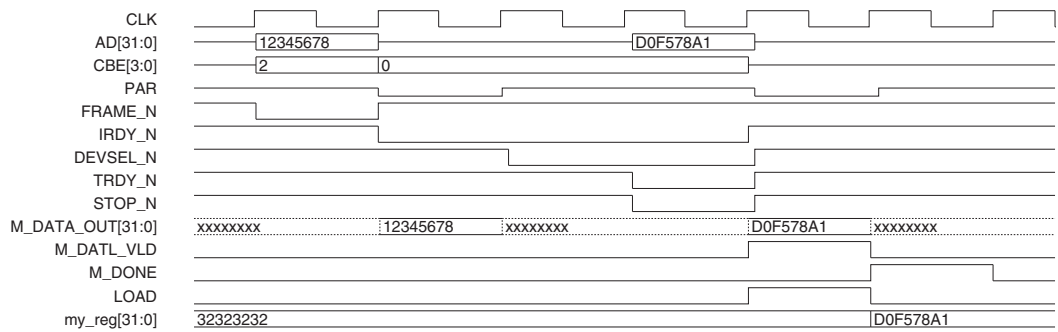 CLK
AD[31:0] 12345678 D0F578A1
CBE[3:0] 2 0
PAR
FRAME_N
IRDY_N
DEVSEL_N
TRDY_N
STOP_N
M_DATA_OUT[31:0] xxxxxxxx 12345678 xxxxxxxx D0F578A1 xxxxxxxx
M_DATL_VLD
M_DONE
LOAD
my_reg[31:0] 32323232 D0F578A1